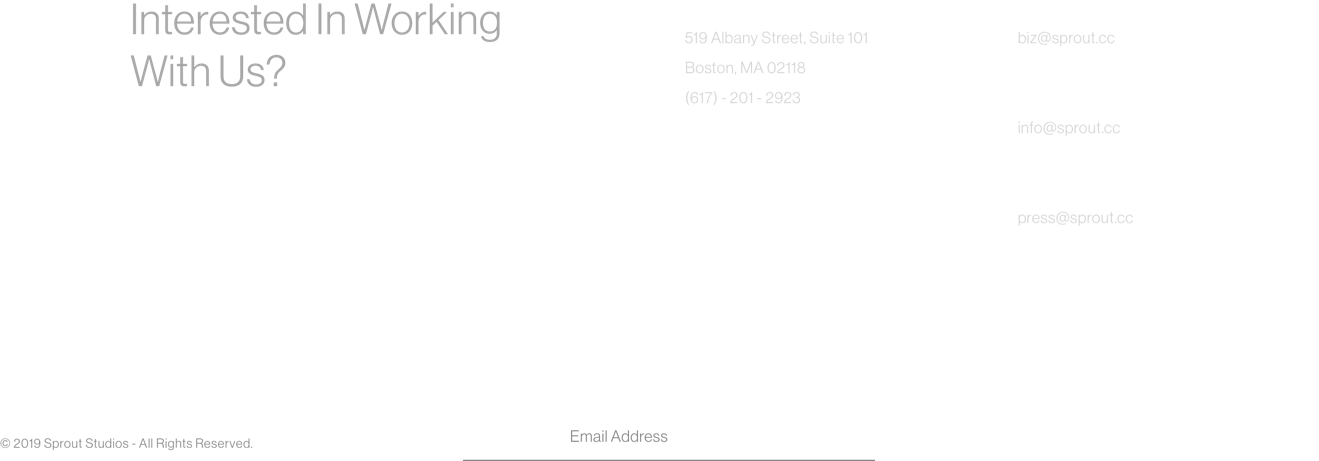 Interested In Working
With Us?
519 Albany Street, Suite 101
Boston, MA 02118
(617) - 201 - 2923
biz@sprout.cc
info@sprout.cc
press@sprout.cc
© 2019 Sprout Studios - All Rights Reserved.
Email Address